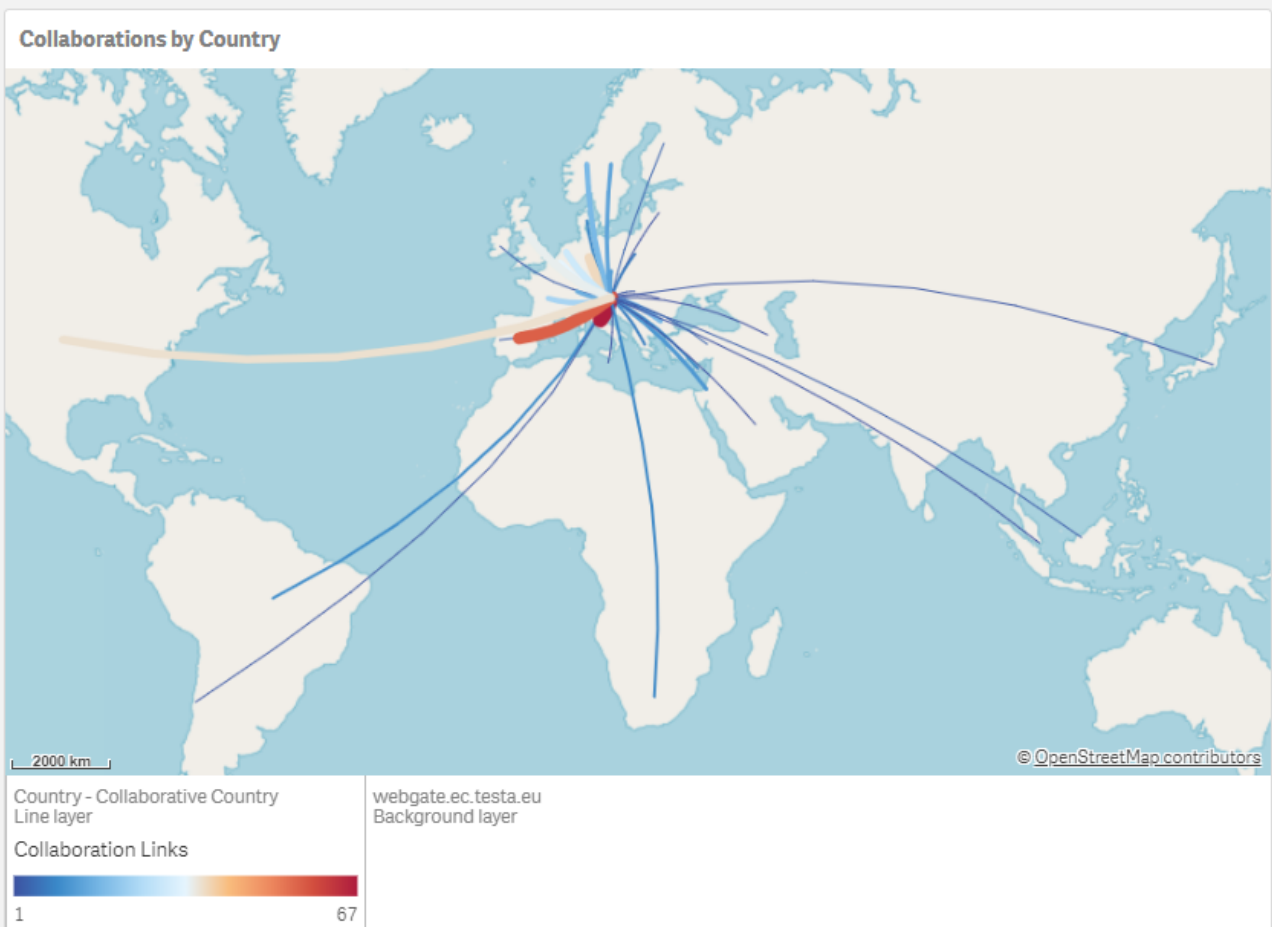 Collaborations by Country
2000 km
© OpenStreetMap contributors
Country - Collaborative Country
Line layer
Collaboration Links
1
67
webgate.ec.testa.eu
Background layer